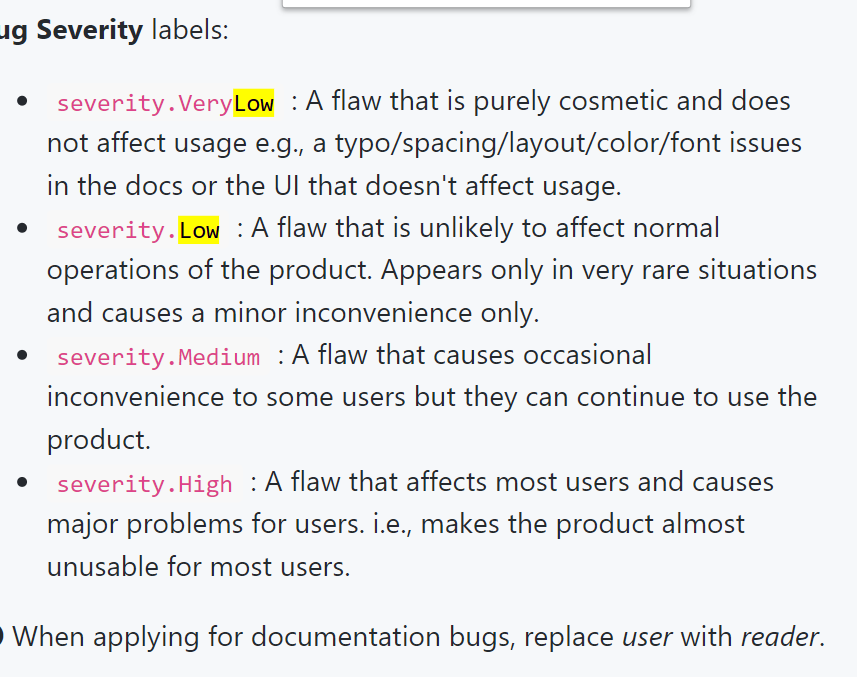 ug Severity labels:
severity.VeryLow : A flaw that is purely cosmetic and does
not affect usage e.g., a typo/spacing/layout/color/font issues
in the docs or the UI that doesn't affect usage.
severity.Low : A flaw that is unlikely to affect normal
operations of the product. Appears only in very rare situations
and causes a minor inconvenience only.
severity.Medium : A flaw that causes occasional
inconvenience to some users but they can continue to use the
product.
severity.High : A flaw that affects most users and causes
major problems for users. i.e., makes the product almost
unusable for most users.
When applying for documentation bugs, replace user with reader.